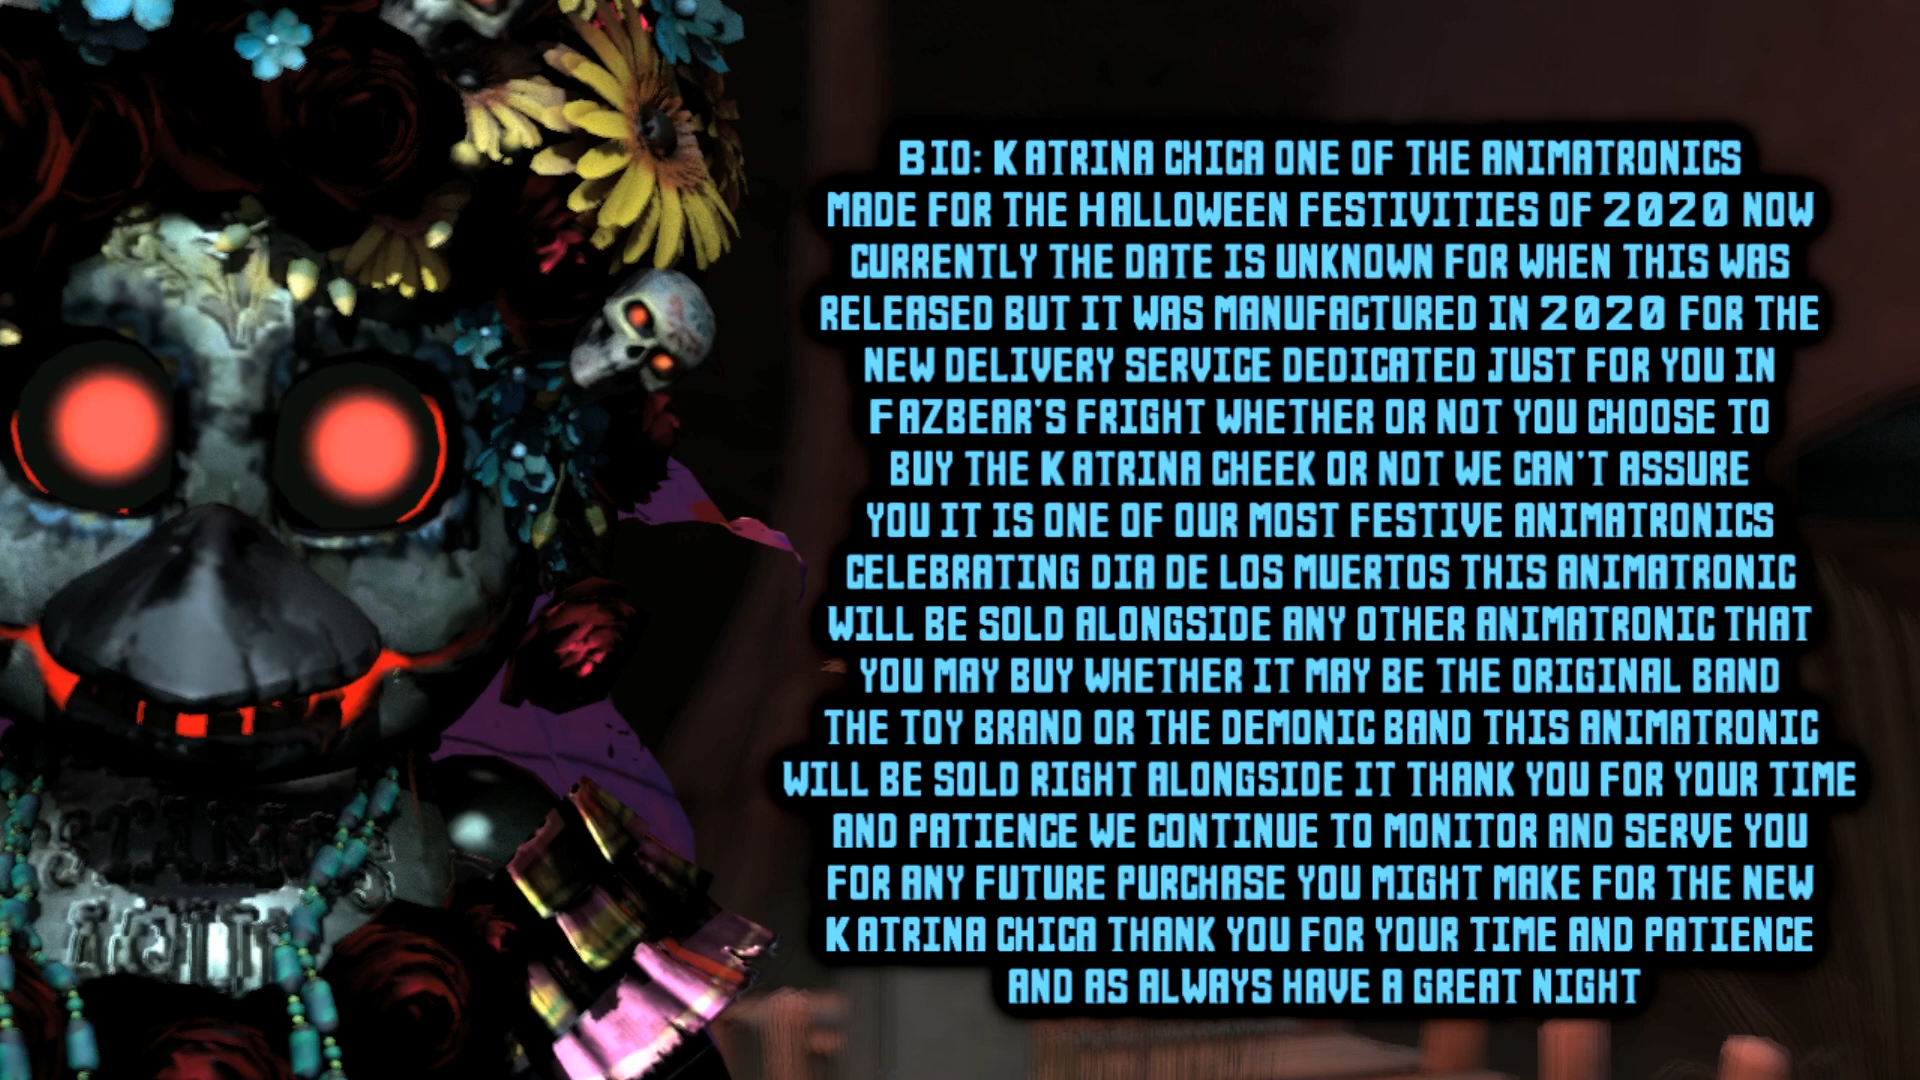 BIO: KATRINA CHICA ONE OF THE ANIMATRONICS
MADE FOR THE HALLOWEEN FESTIVITIES OF 2020 NOW
CURRENTLY THE DATE IS UNKNOWN FOR WHEN THIS WAS
RELEASED BUT IT WAS MANUFACTURED IN 2020 FOR THE
NEW DELIVERY SERVICE DEDICATED JUST FOR YOU IN
FAZBEAR'S FRIGHT WHETHER OR NOT YOU CHOOSE TO
BUY THE KATRINA CHEEK OR NOT WE CAN'T ASSURE
YOU IT IS ONE OF OUR MOST FESTIVE ANIMATRONICS
CELEBRATING DIA DE LOS MUERTOS THIS ANIMATRONIC
WILL BE SOLD ALONGSIDE ANY OTHER ANIMATRONIC THAT
YOU MAY BUY WHETHER IT MAY BE THE ORIGINAL BAND
THE TOY BRAND OR THE DEMONIC BAND THIS ANIMATRONIC
WILL BE SOLD RIGHT ALONGSIDE IT THANK YOU FOR YOUR TIME
AND PATIENCE WE CONTINUE TO MONITOR AND SERVE YOU
FOR ANY FUTURE PURCHASE YOU MIGHT MAKE FOR THE NEW
KATRINA CHICA THANK YOU FOR YOUR TIME AND PATIENCE
AND AS ALWAYS HAVE A GREAT NIGHT